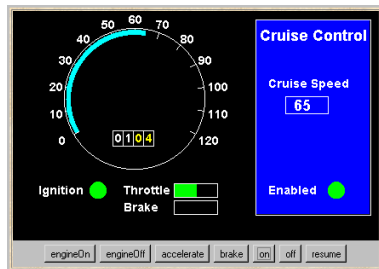 50 60 70
40 80
30 90
20 100
10 110
0 120
0104
Cruise Control
Cruise Speed
65
Ignition Throttle
Brake
Enabled
engineOn engineOff accelerate brake on off resume